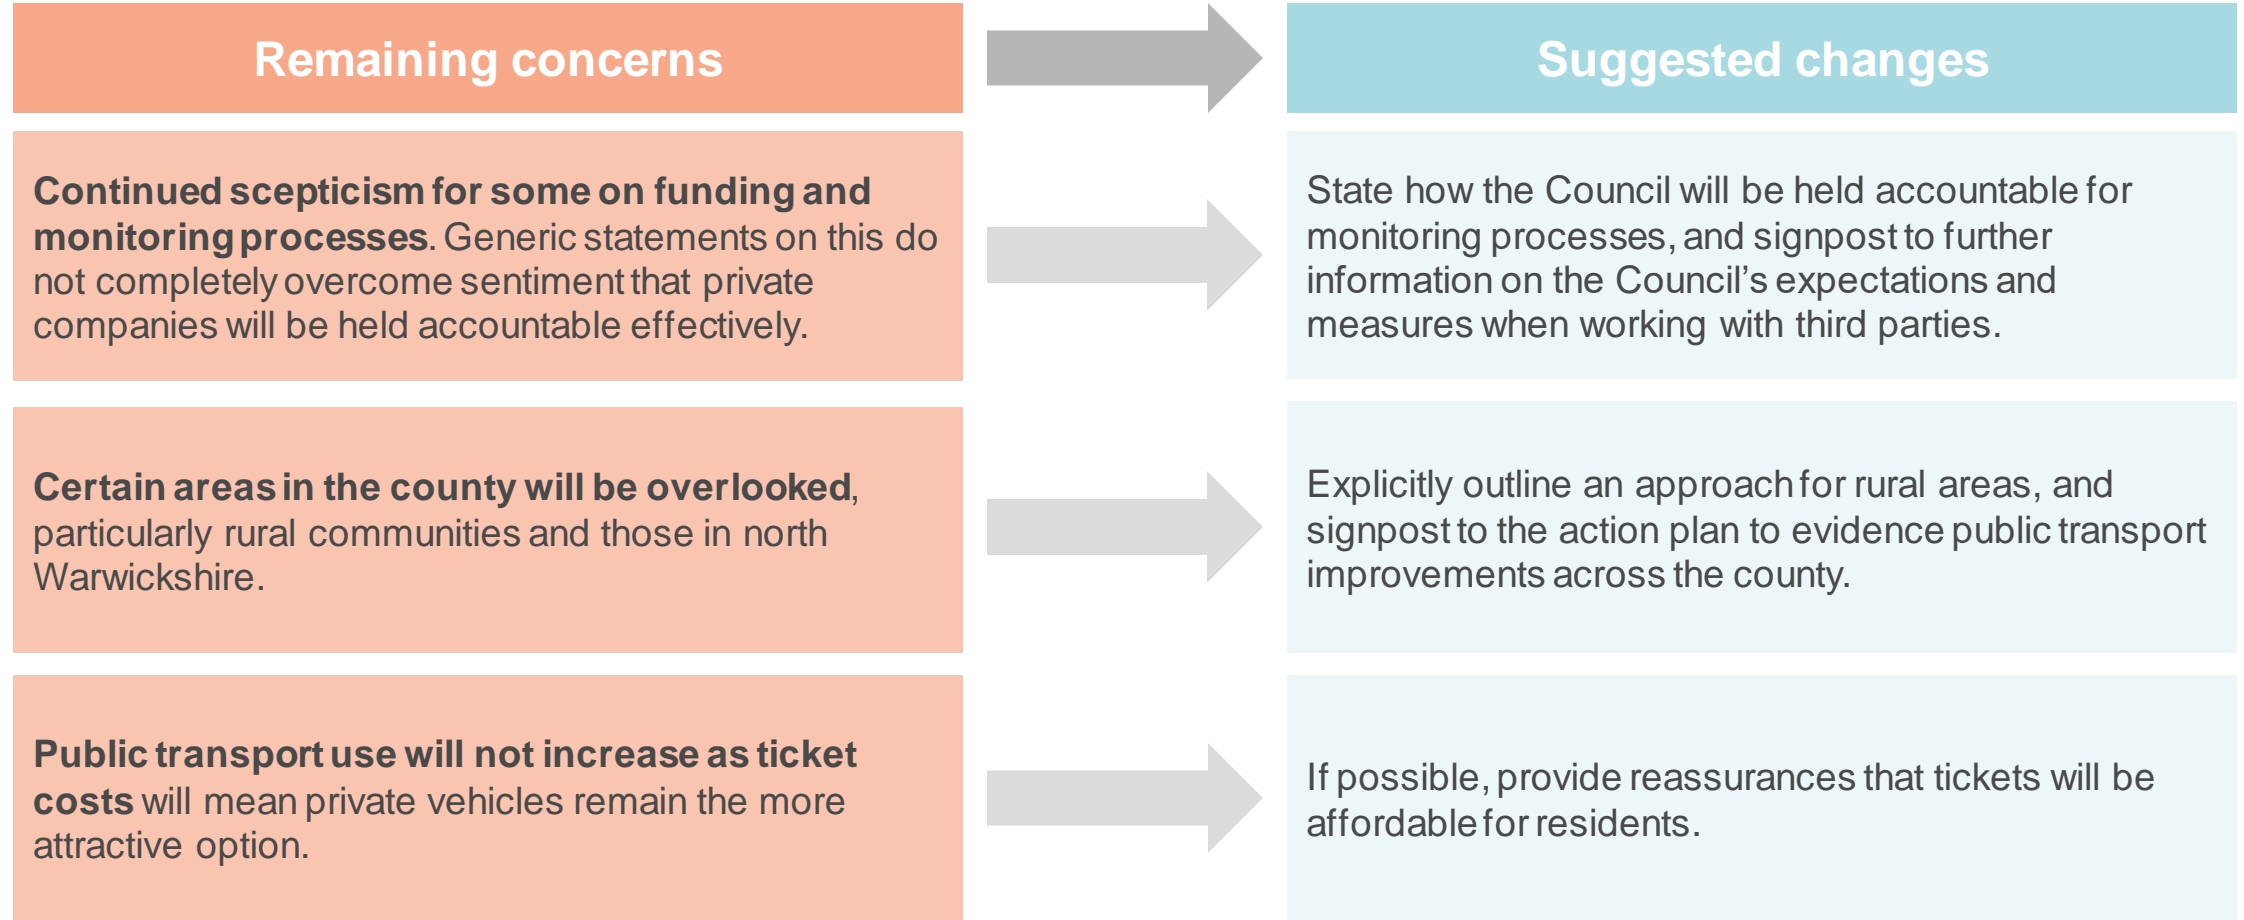 Remaining concerns
Suggested changes
Continued scepticism for some on funding and
monitoring processes. Generic statements on this do
not completely overcome sentiment that private
companies will be held accountable effectively.
State how the Council will be held accountable for
monitoring processes, and signpost to further
information on the Council’s expectations and
measures when working with third parties.
Certain areas in the county will be overlooked,
particularly rural communities and those in north
Warwickshire.
Explicitly outline an approach for rural areas, and
signpost to the action plan to evidence public transport
improvements across the county.
Public transport use will not increase as ticket
costs will mean private vehicles remain the more
attractive option.
If possible, provide reassurances that tickets will be
affordable for residents.